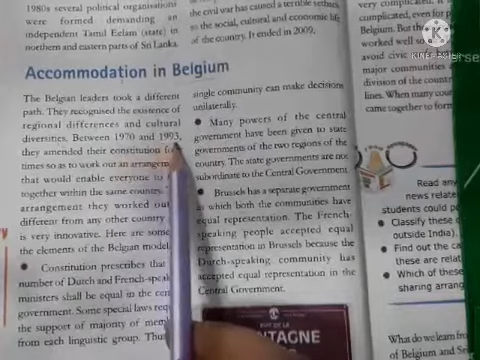 1980s several political organisations
were formed demanding an
independent Tamil Eelam (state) in
northern and eastern parts of Sri Lanka.
the civil war has caused a terrible setback
to the social, cultural and economic life
of the country. It ended in 2009.
Accommodation in Belgium
The Belgian leaders took a different
path. They recognised the existence of
regional differences and cultural
diversities. Between 1970 and 1993,
they amended their constitution
times so as to work out an
that would enable everyone to
together within the same country.
arrangement they worked out
different from any other country
is very innovative. Here are some
the elements of the Belgian model
● Constitution prescribes that
number of Dutch and French-
ministers shall be equal in the
government. Some special laws
the support of majority of
from each linguistic group. Thus
single community can make decisions
unilaterally.
● Many powers of the central
government have been given to state
governments of the two regions of the
country. The state governments are not
subordinate to the Central Government.
● Brussels has a separate government
in which both the communities have
equal representation. The French-
speaking people accepted equal
representation in Brussels because the
Dutch-speaking community has
accepted equal representation in the
Central Government.
very complicated. It
complicated, even for
Belgium. But the
worked well so
avoid civic
major communities
division of the country
lines. When many
came together to form
KINEMASTER
Read any
news
students could
● Classify these
outside India),
● Find out the
these are
● Which of these
sharing
What do we learn from
of Belgium and